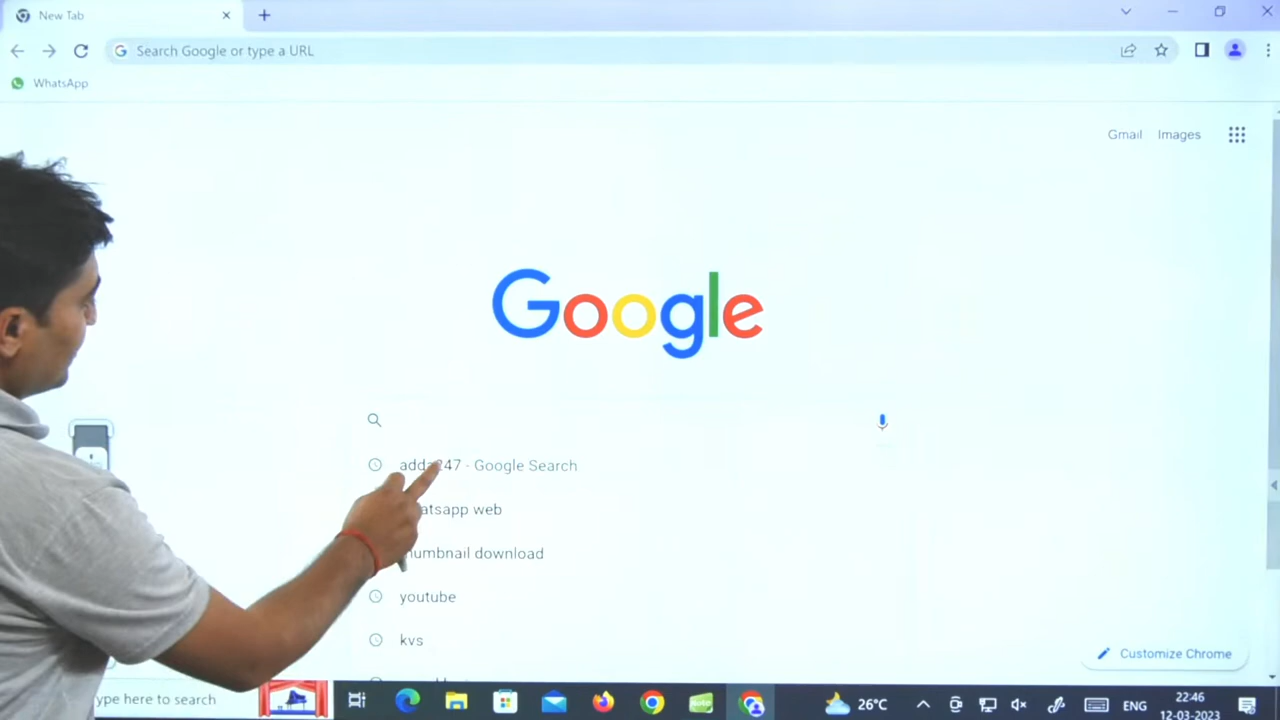 New Tab
Search Google or type a URL
WhatsApp
Gmail Images
Google
adda247 - Google Search
atsapp web
humbnail download
youtube
kvs
Customize Chrome
ype here to search
26°C
ENG
22:46
12-03-2023